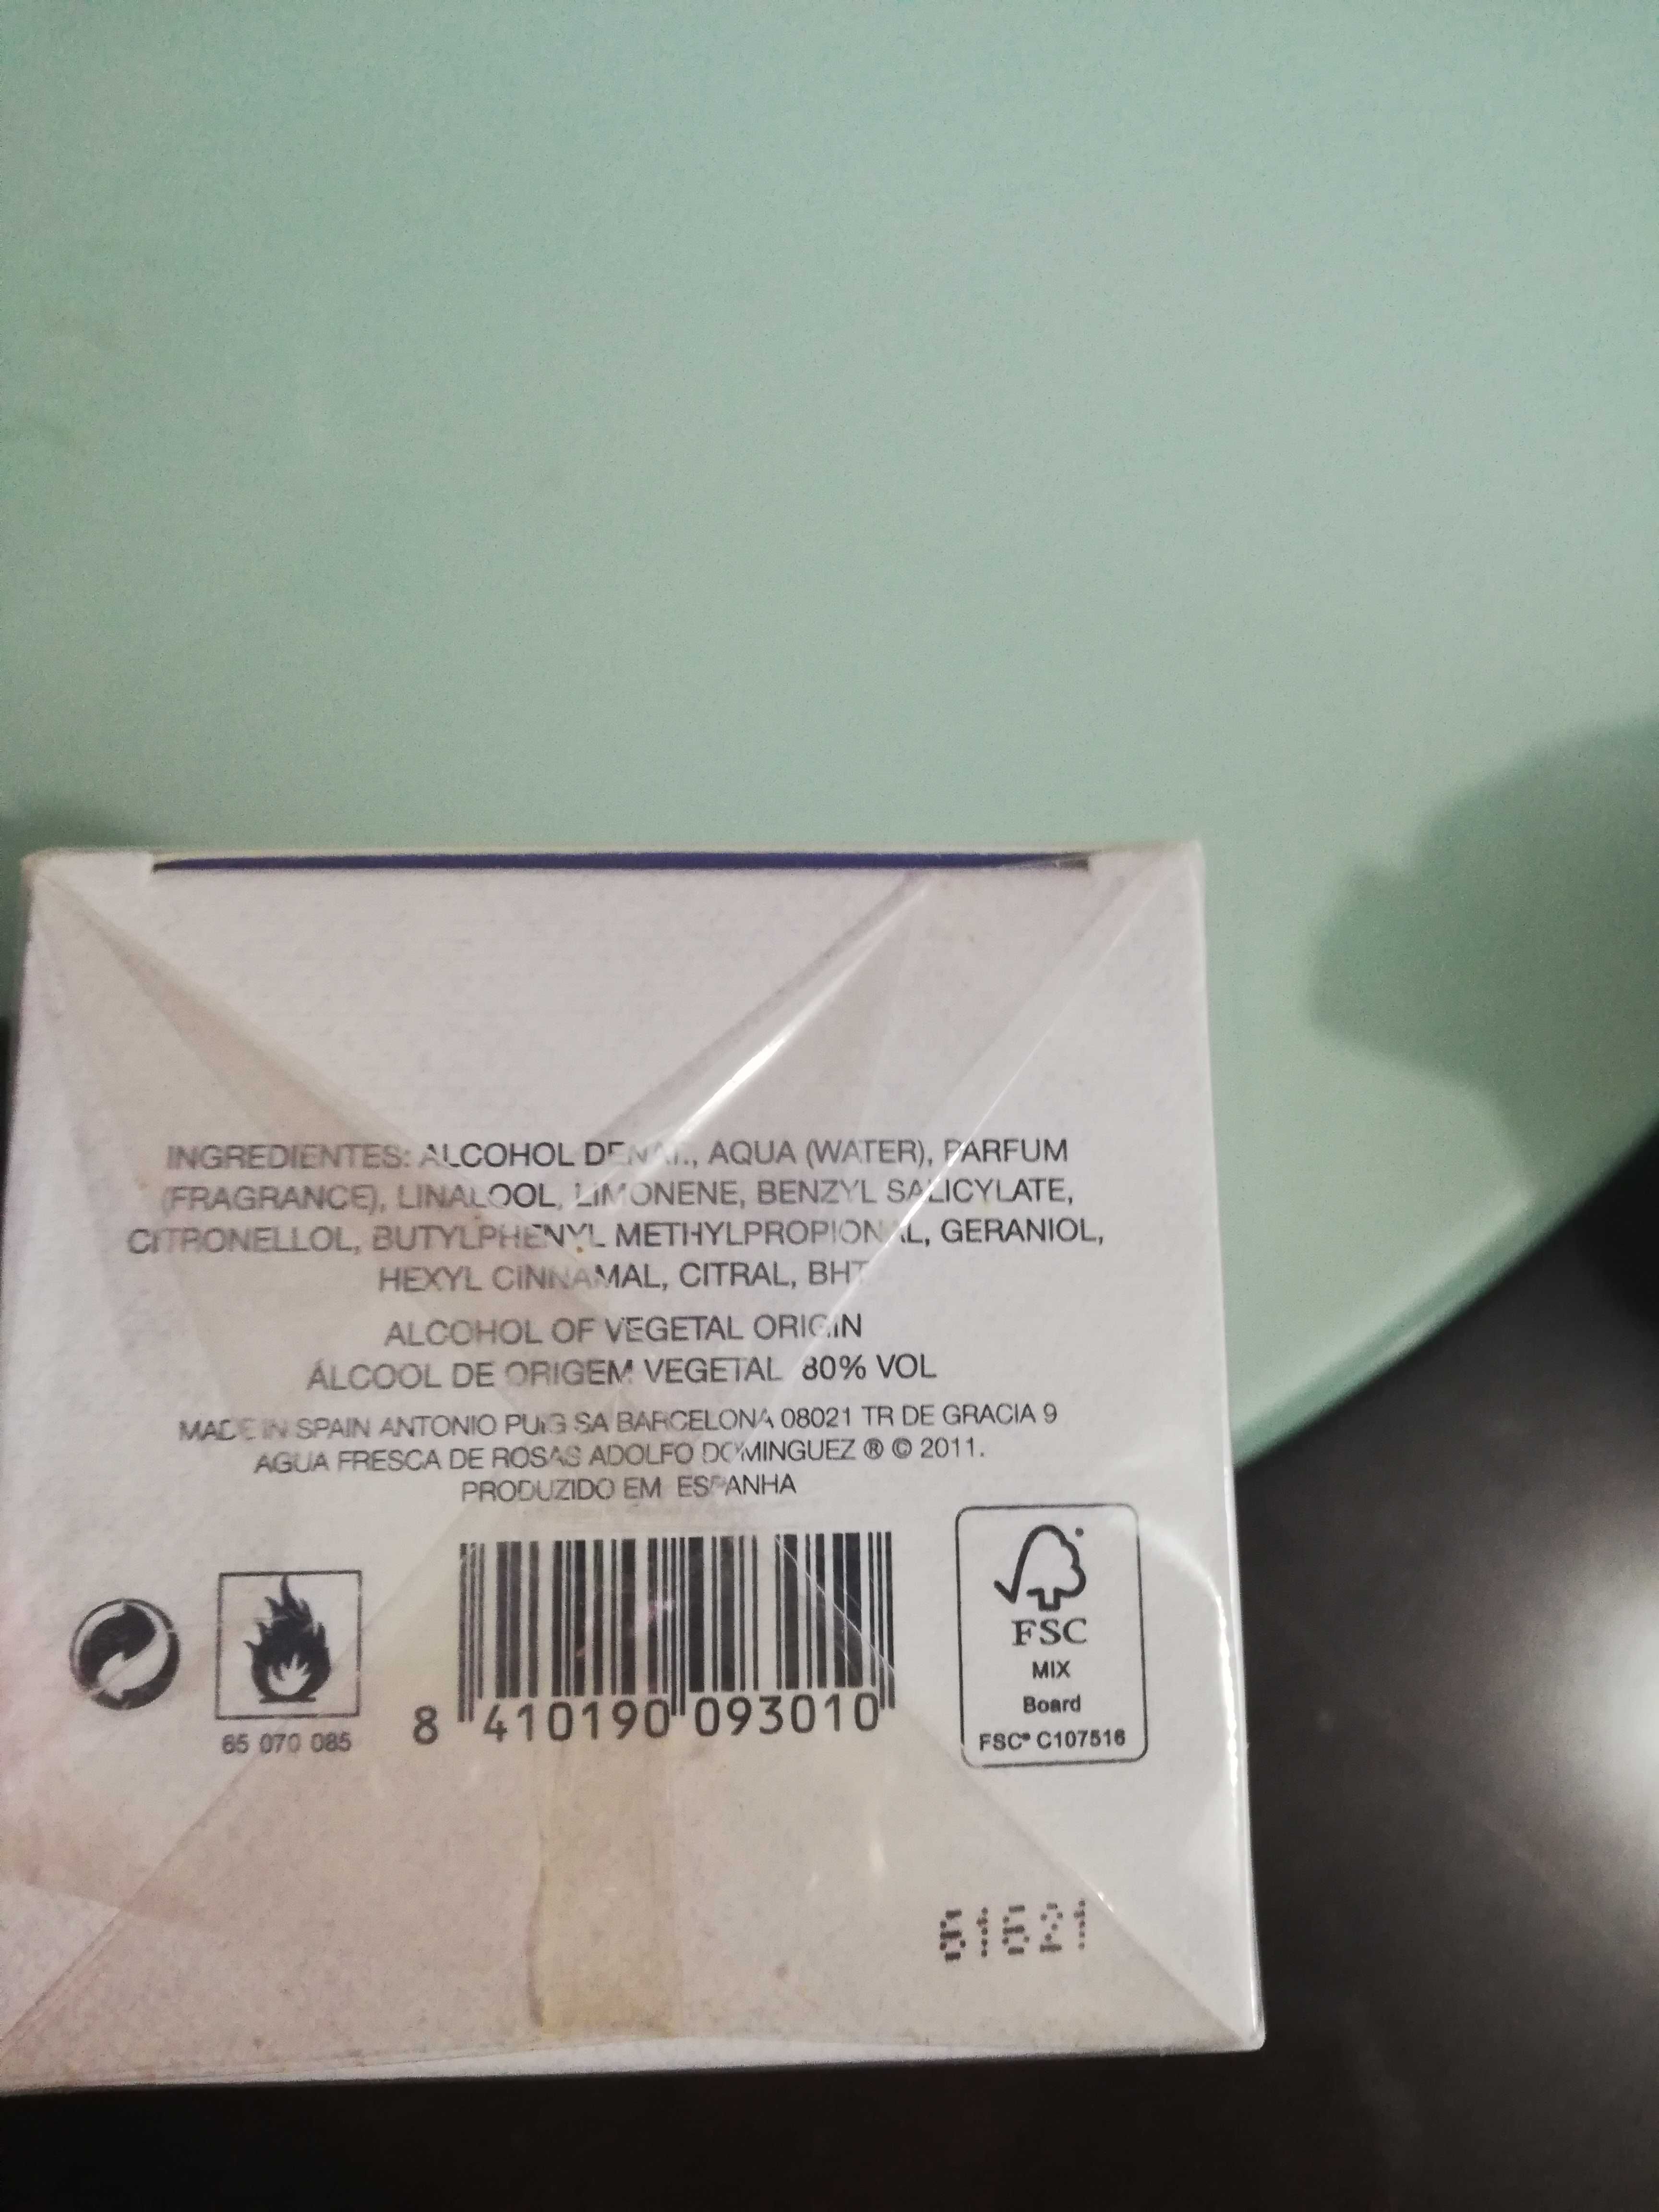 INGREDIENTES: ALCOHOL DENAT., AQUA (WATER), PARFUM
(FRAGRANCE), LINALOOL, LIMONENE, BENZYL SALICYLATE,
CITRONELLOL, BUTYLPHENYL METHYLPROPIONAL, GERANIOL,
HEXYL CINNAMAL, CITRAL, BHT
ALCOHOL OF VEGETAL ORIGIN
ÁLCOOL DE ORIGEM VEGETAL 80% VOL
MADE IN SPAIN ANTONIO PUIG SA BARCELONA 08021 TR DE GRACIA 9
AGUA FRESCA DE ROSAS ADOLFO DOMINGUEZ ® © 2011.
PRODUZIDO EM ESPANHA
65 070 085
8 410190 093010
FSC
MIX
Board
FSC® C107516